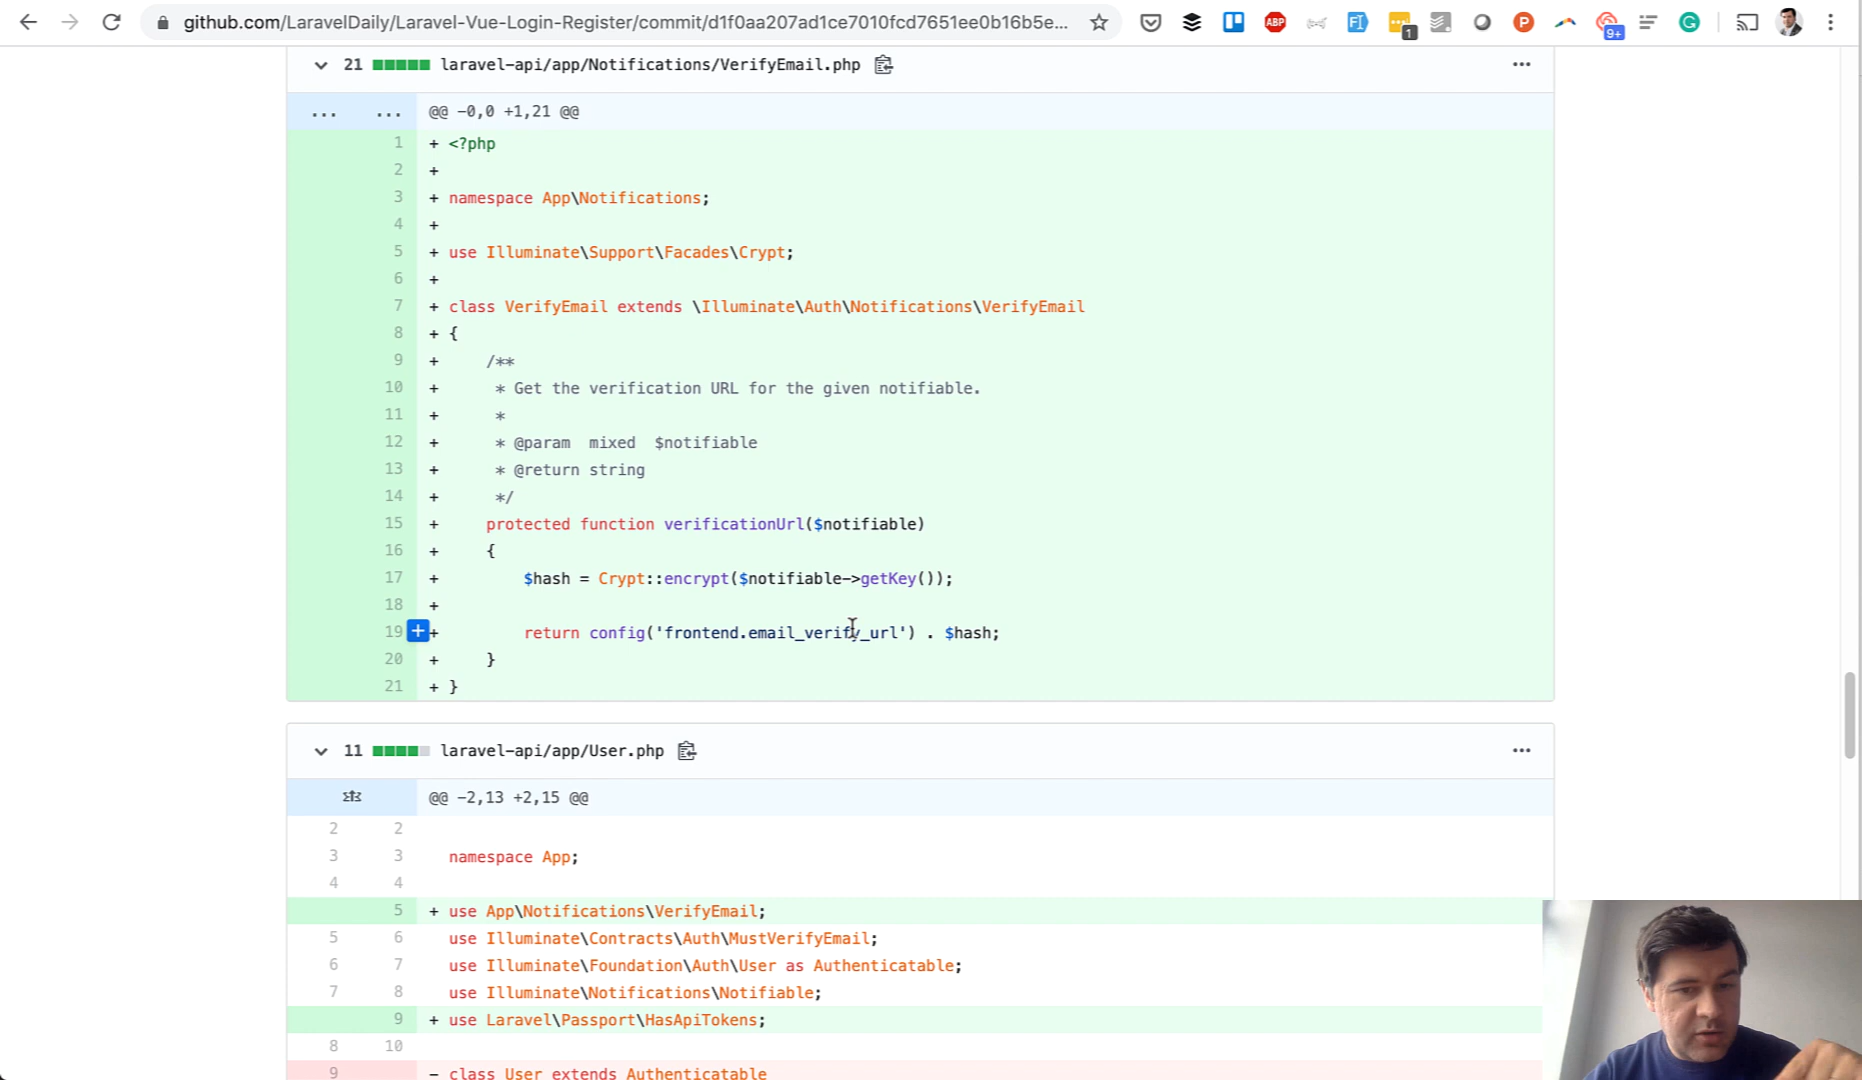 github.com/LaravelDaily/Laravel-Vue-Login-Register/commit/d1f0aa207ad1ce7010fcd7651ee0b16b5e...
ABP
1
P
9+
G
21 laravel-api/app/Notifications/VerifyEmail.php
... ... @@ -0,0 +1,21 @@
1 + <?php
2 +
3 + namespace App\Notifications;
4 +
5 + use Illuminate\Support\Facades\Crypt;
6 +
7 + class VerifyEmail extends \Illuminate\Auth\Notifications\VerifyEmail
8 + {
9 + /**
10 + * Get the verification URL for the given notifiable.
11 + *
12 + * @param mixed $notifiable
13 + * @return string
14 + */
15 + protected function verificationUrl($notifiable)
16 + {
17 + $hash = Crypt::encrypt($notifiable->getKey());
18 +
19 + return config('frontend.email_verify_url') . $hash;
20 + }
21 + }
11 laravel-api/app/User.php
@@ -2,13 +2,15 @@
2 2
3 3 namespace App;
4 4
5 + use App\Notifications\VerifyEmail;
5 6 use Illuminate\Contracts\Auth\MustVerifyEmail;
6 7 use Illuminate\Foundation\Auth\User as Authenticatable;
7 8 use Illuminate\Notifications\Notifiable;
9 + use Laravel\Passport\HasApiTokens;
8 10
9 - class User extends Authenticatable